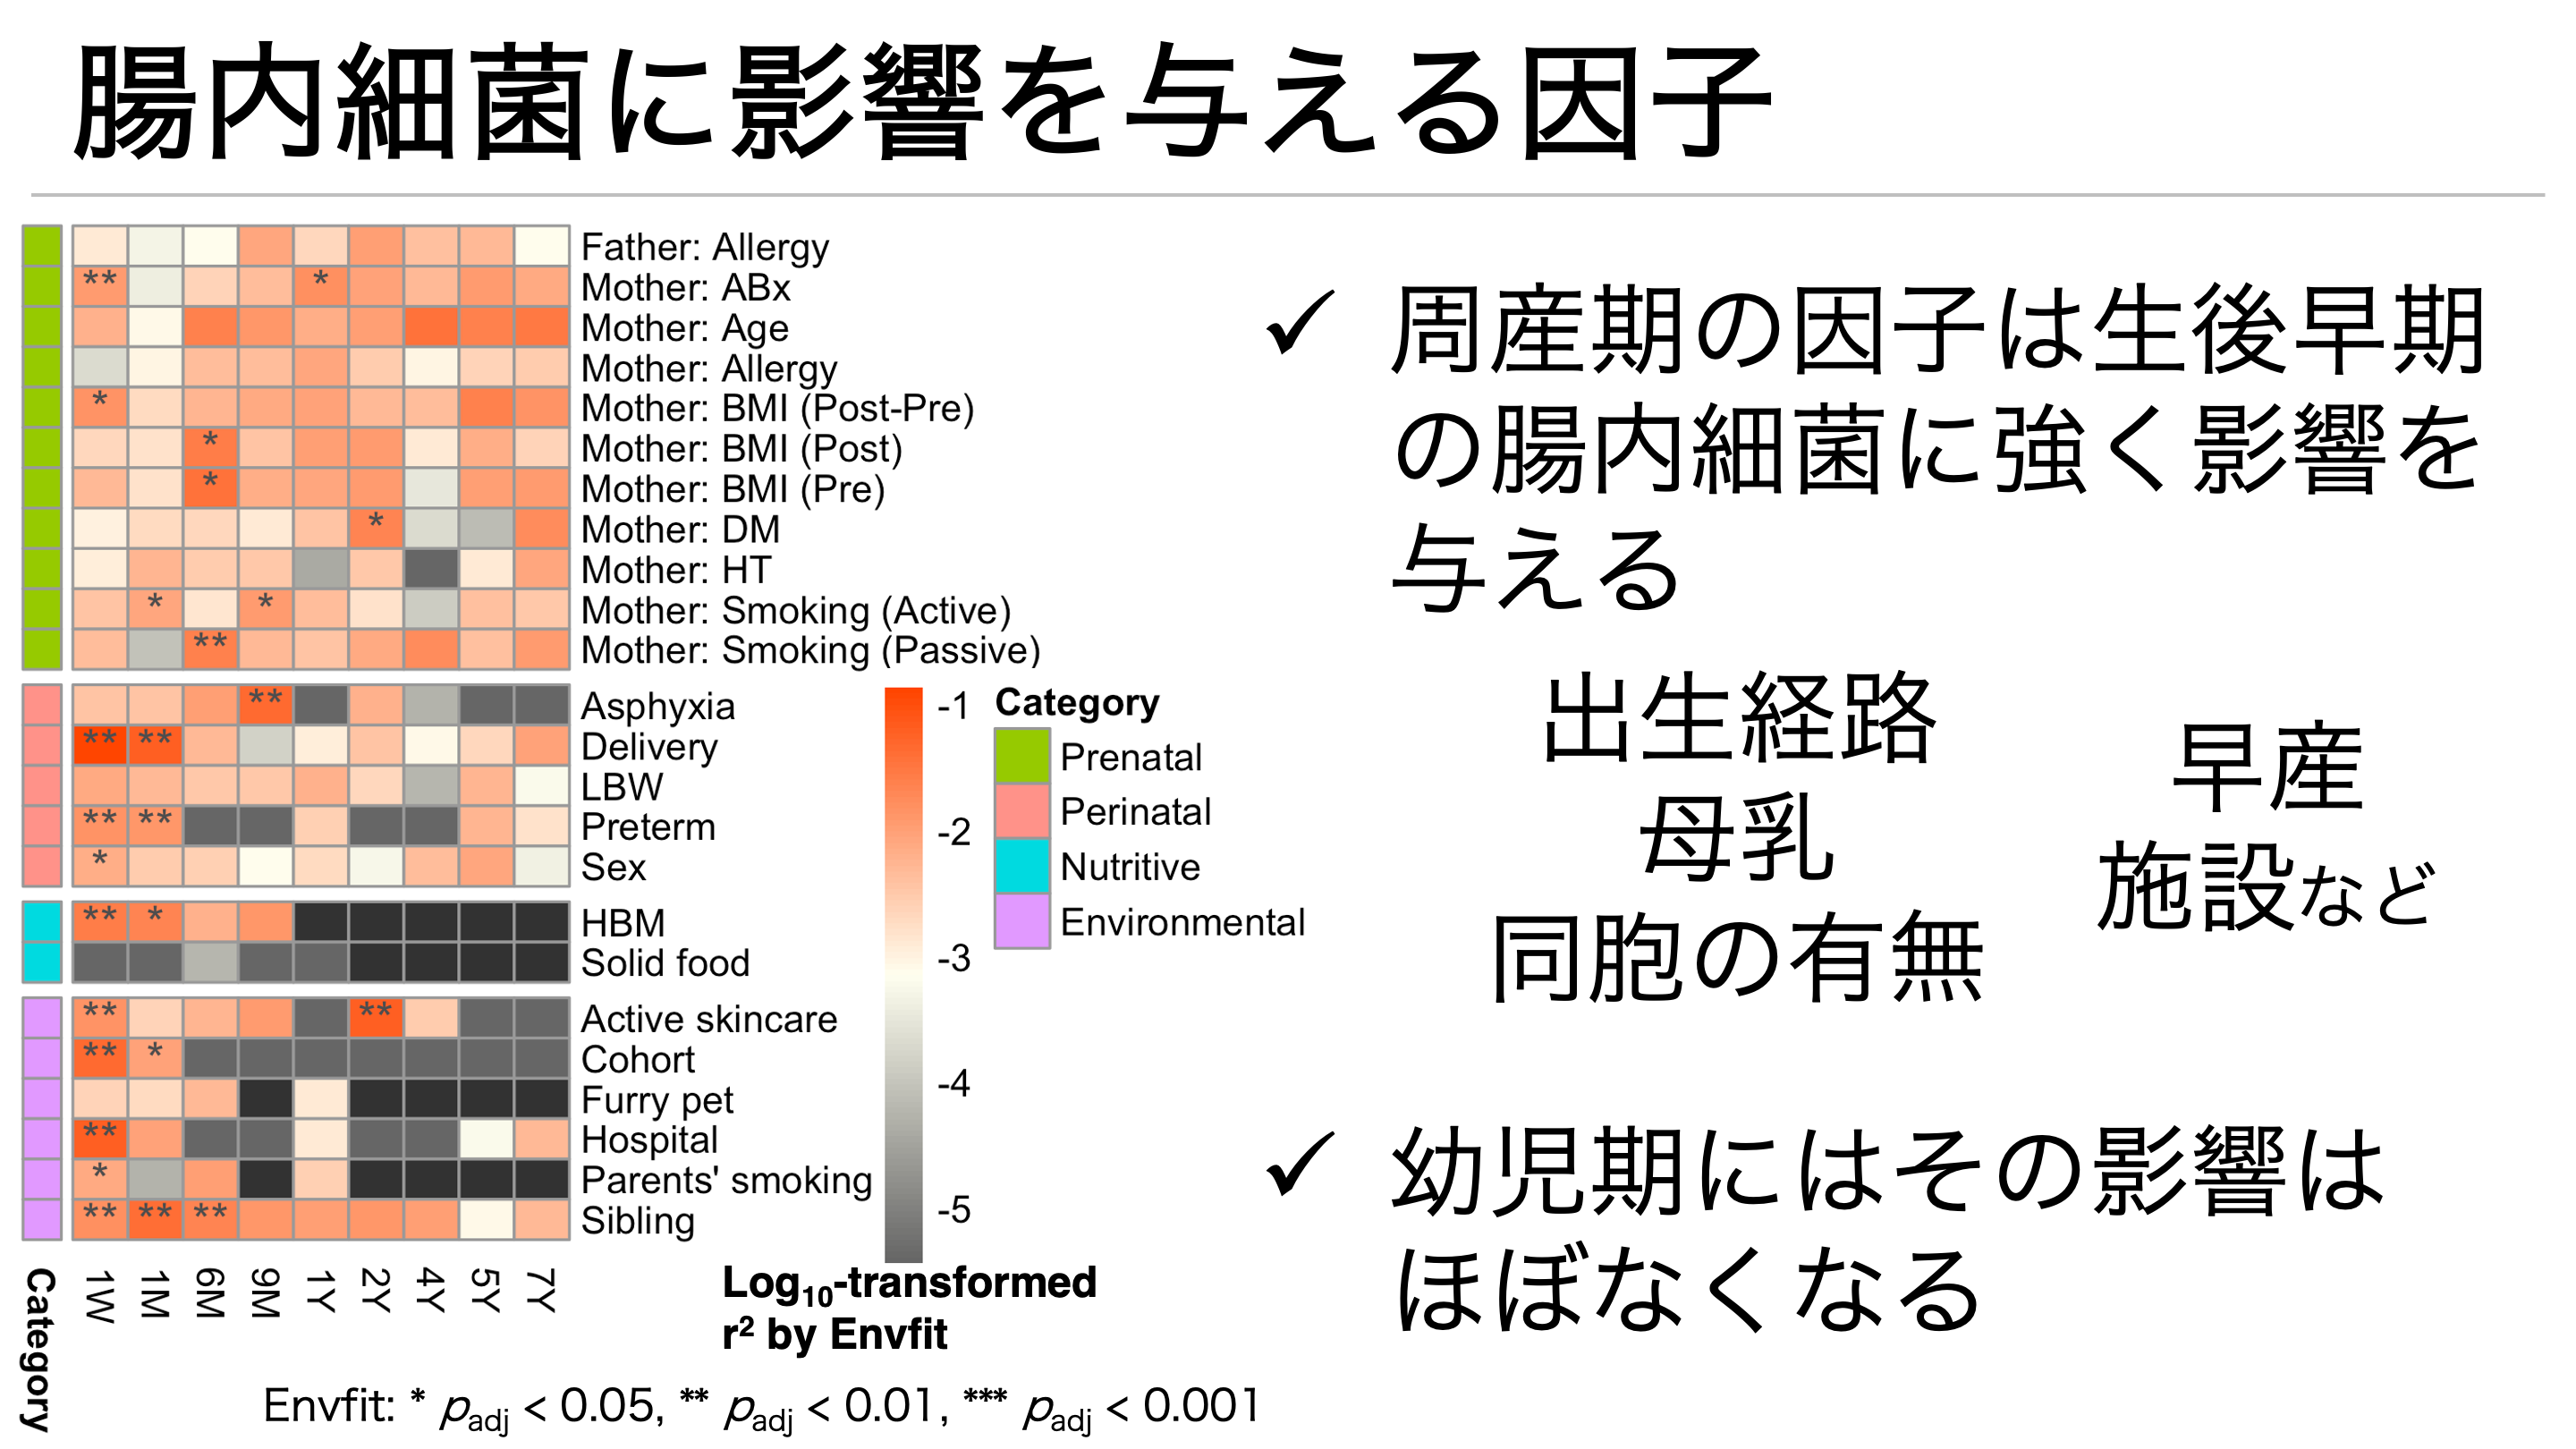 腸内細菌に影響を与える因子
Father: Allergy
** * Mother: ABx
Mother: Age
Mother: Allergy
* Mother: BMI (Post-Pre)
* Mother: BMI (Post)
* Mother: BMI (Pre)
* Mother: DM
Mother: HT
* * Mother: Smoking (Active)
** Mother: Smoking (Passive)
** Asphyxia
** ** Delivery
LBW
** ** Preterm
* Sex
** * HBM
Solid food
** ** Active skincare
** * Cohort
Furry pet
** Hospital
* Parents' smoking
** ** ** Sibling
Category
1W 1M 6M 9M 1Y 2Y 4Y 5Y 7Y
-1
-2
-3
-4
-5
Log10-transformed
r² by Envfit
Category
Prenatal
Perinatal
Nutritive
Environmental
Envfit: * padj < 0.05, ** padj < 0.01, *** padj < 0.001
✓ 周産期の因子は生後早期
の腸内細菌に強く影響を
与える
出生経路
母乳
同胞の有無
早産
施設など
✓ 幼児期にはその影響は
ほぼなくなる